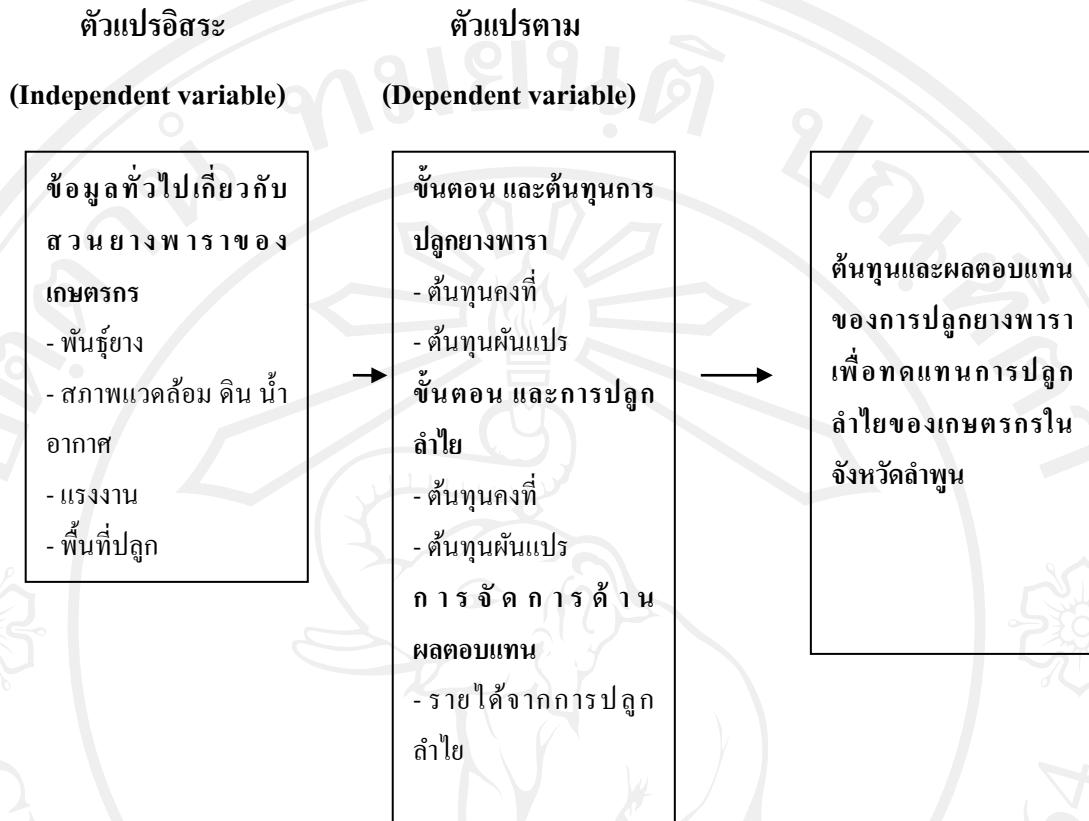 ตัวแปรอิสระ
(Independent variable)
ตัวแปรตาม
(Dependent variable)
ข้อมูลทั่วไปเกี่ยวกับ
สวนยางพาราของ
เกษตรกร
- พันธุ์ยาง
- สภาพแวดล้อม ดิน น้ำ
อากาศ
- แรงงาน
- พื้นที่ปลูก
ขั้นตอน และต้นทุนการ
ปลูกยางพารา
- ต้นทุนคงที่
- ต้นทุนผันแปร
ขั้นตอน และการปลูก
ลำไย
- ต้นทุนคงที่
- ต้นทุนผันแปร
การจัดการด้าน
ผลตอบแทน
- รายได้จากการปลูก
ลำไย
ต้นทุนและผลตอบแทน
ของการปลูกยางพารา
เพื่อทดแทนการปลูก
ลำไยของเกษตรกรใน
จังหวัดลำพูน